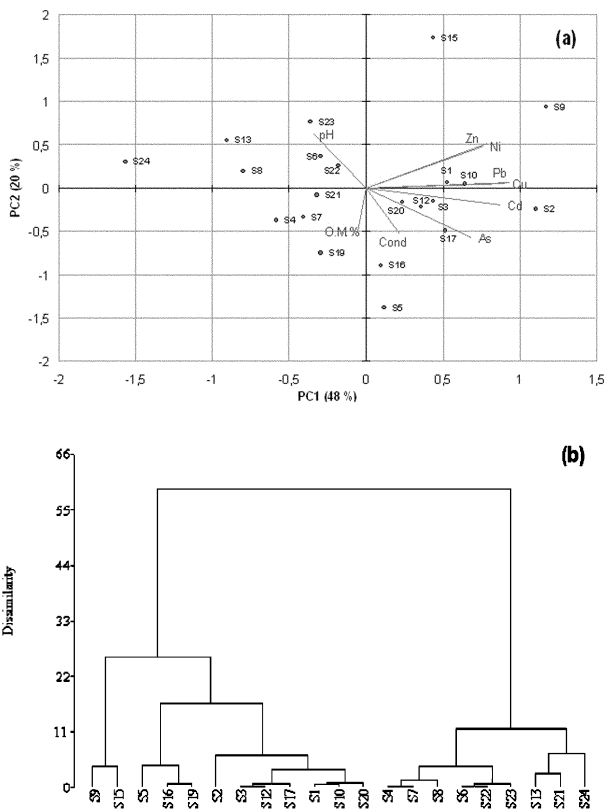 2
(a)
S15
1,5
1
S9
S23
pH
S13
0,5
Zn
Ni
S24
S6
S8
S22
S1
S10
Pb
Cu
PC2 (20 %)
0
S21
S12
S3
Cd
S20
S2
S4
S7
-0,5
O.M.%
Cond
S17
As
S19
S16
-1
S5
-1,5
-2
-2
-1
-0,5
0
0,5
1
1,5
PC1 (48 %)
(b)
66
55
44
Dissimilarity
33
22
11
0
S9
S15
S5
S16
S19
S2
S3
S12
S17
S1
S10
S20
S4
S7
S8
S6
S22
S23
S13
S21
S24